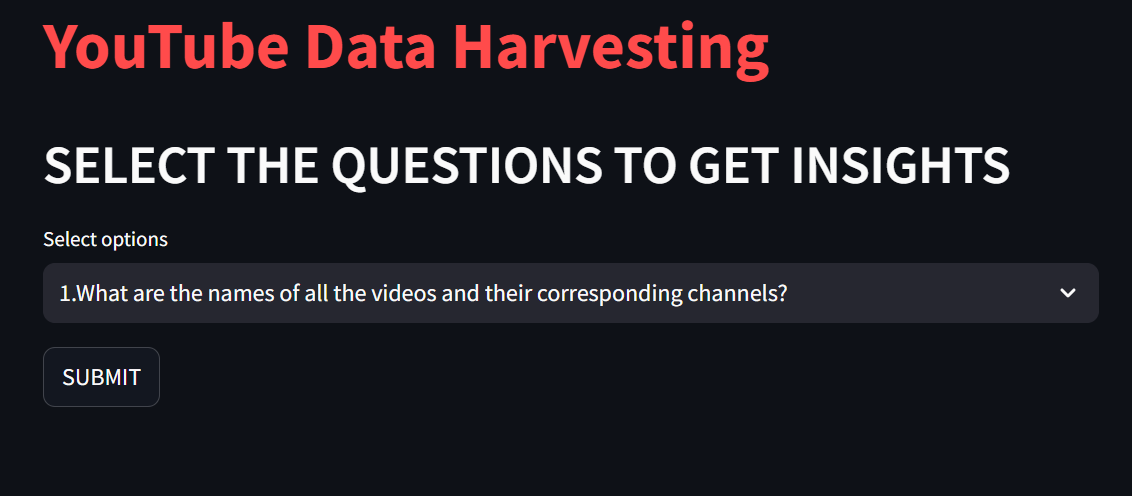 YouTube Data Harvesting
SELECT THE QUESTIONS TO GET INSIGHTS
Select options
1.What are the names of all the videos and their corresponding channels?
SUBMIT